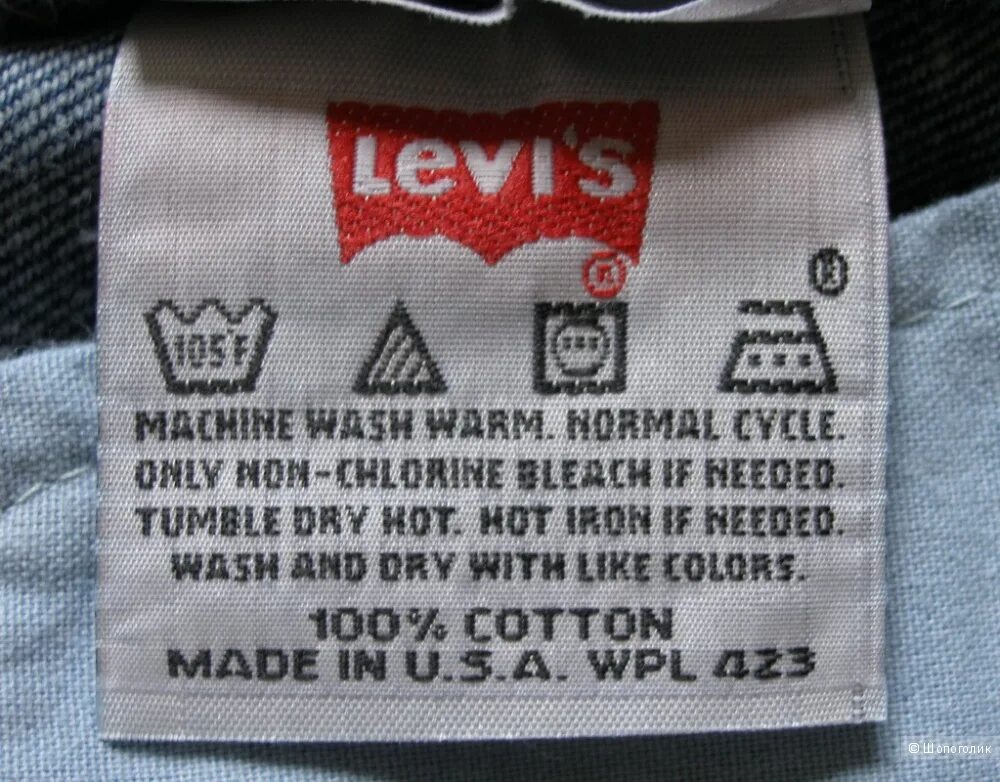 Levi's
®
®
105F
MACHINE WASH WARM. NORMAL CYCLE.
ONLY NON-CHLORINE BLEACH IF NEEDED.
TUMBLE DRY HOT. HOT IRON IF NEEDED.
WASH AND DRY WITH LIKE COLORS.
100% COTTON
MADE IN U.S.A. WPL 423
© Шопоголик